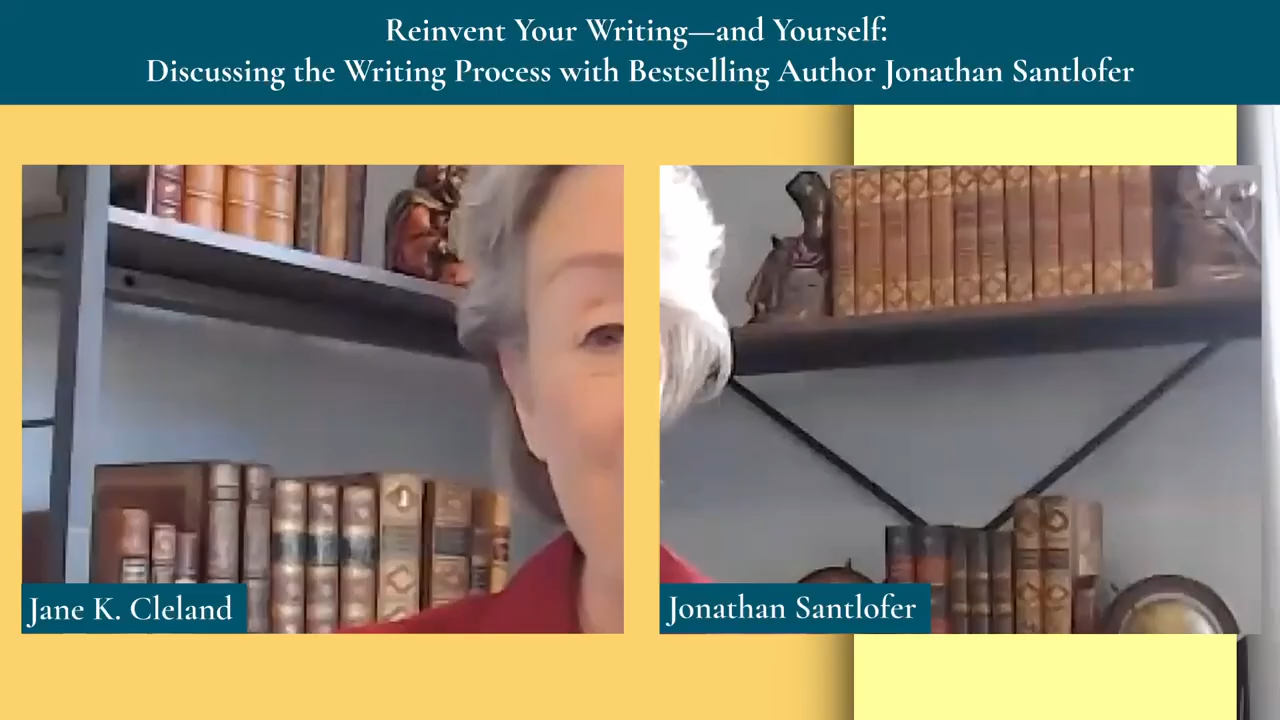 Reinvent Your Writing—and Yourself:
Discussing the Writing Process with Bestselling Author Jonathan Santlofer
Jane K. Cleland
Jonathan Santlofer